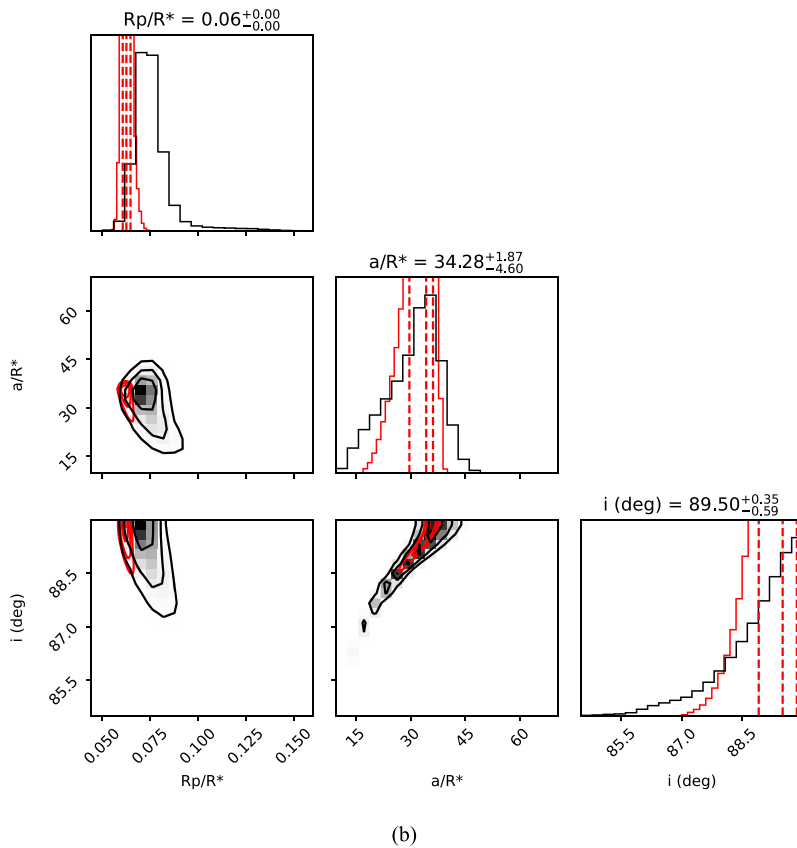 Rp/R* = 0.06+0.00 −0.00
a/R* = 34.28+1.87 −4.60
60
45
30
15
a/R*
i (deg) = 89.50+0.35 −0.59
88.5
87.0
85.5
i (deg)
0.050 0.075 0.100 0.125 0.150
15 30 45 60
85.5 87.0 88.5
Rp/R* a/R* i (deg)
(b)